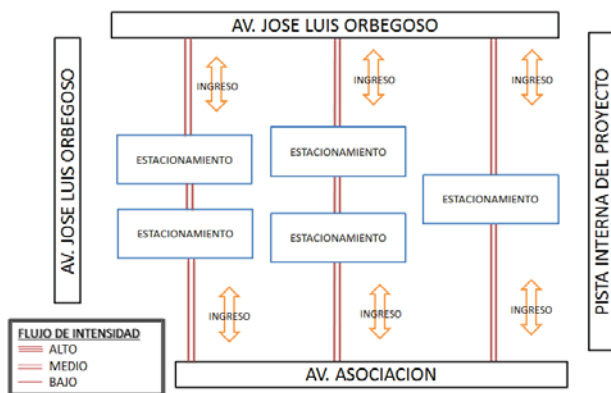 AV. JOSE LUIS ORBEGOSO
AV. JOSE LUIS ORBEGOSO
PISTA INTERNA DEL PROYECTO
INGRESO
INGRESO
INGRESO
ESTACIONAMIENTO
ESTACIONAMIENTO
ESTACIONAMIENTO
ESTACIONAMIENTO
ESTACIONAMIENTO
INGRESO
INGRESO
INGRESO
FLUJO DE INTENSIDAD
ALTO
MEDIO
BAJO
AV. ASOCIACION